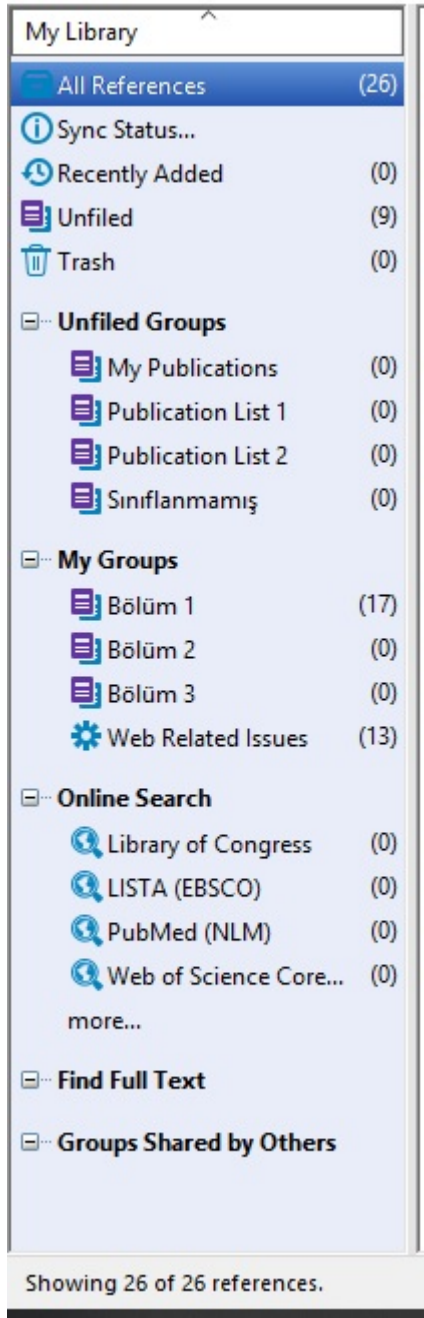 My Library
All References (26)
Sync Status...
Recently Added (0)
Unfiled (9)
Trash (0)
Unfiled Groups
My Publications (0)
Publication List 1 (0)
Publication List 2 (0)
Sınıflanmamış (0)
My Groups
Bölüm 1 (17)
Bölüm 2 (0)
Bölüm 3 (0)
Web Related Issues (13)
Online Search
Library of Congress (0)
LISTA (EBSCO) (0)
PubMed (NLM) (0)
Web of Science Core... (0)
more...
Find Full Text
Groups Shared by Others
Showing 26 of 26 references.